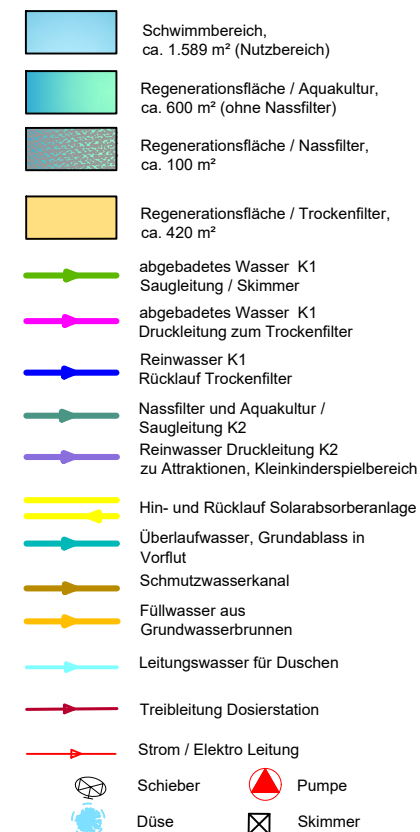 Schwimmbereich,
ca. 1.589 m² (Nutzbereich)
Regenerationsfläche / Aquakultur,
ca. 600 m² (ohne Nassfilter)
Regenerationsfläche / Nassfilter,
ca. 100 m²
Regenerationsfläche / Trockenfilter,
ca. 420 m²
abgebadetes Wasser K1
Saugleitung / Skimmer
abgebadetes Wasser K1
Druckleitung zum Trockenfilter
Reinwasser K1
Rücklauf Trockenfilter
Nassfilter und Aquakultur /
Saugleitung K2
Reinwasser Druckleitung K2
zu Attraktionen, Kleinkinderspielbereich
Hin- und Rücklauf Solarabsorberanlage
Überlaufwasser, Grundablass in
Vorflut
Schmutzwasserkanal
Füllwasser aus
Grundwasserbrunnen
Leitungswasser für Duschen
Treibleitung Dosierstation
Strom / Elektro Leitung
Schieber Pumpe
Düse Skimmer